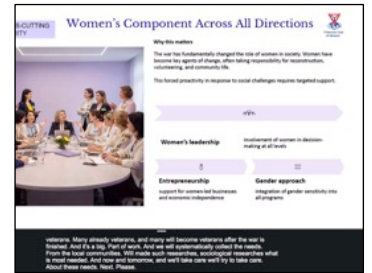 S-CUTTING
ITY
Women's Component Across All Directions
Why this matters
The war has fundamentally changed the role of women in society. Women have
become key agents of change, often taking responsibility for reconstruction,
volunteering, and community life.
This forced proactivity in response to social challenges requires targeted support.
Women's leadership
involvement of women in decision-
making at all levels
Entrepreneurship
support for women-led businesses
and economic independence
Gender approach
integration of gender sensitivity into
all programs
veterans. Many already veterans, and many will become veterans after the war is
finished. And it's a big. Part of work. And we will systematically collect the needs.
From the local communities. Will made such researches, sociological researches what
is most needed. And now and tomorrow, and we'll take care we'll try to take care.
About these needs. Next. Please.